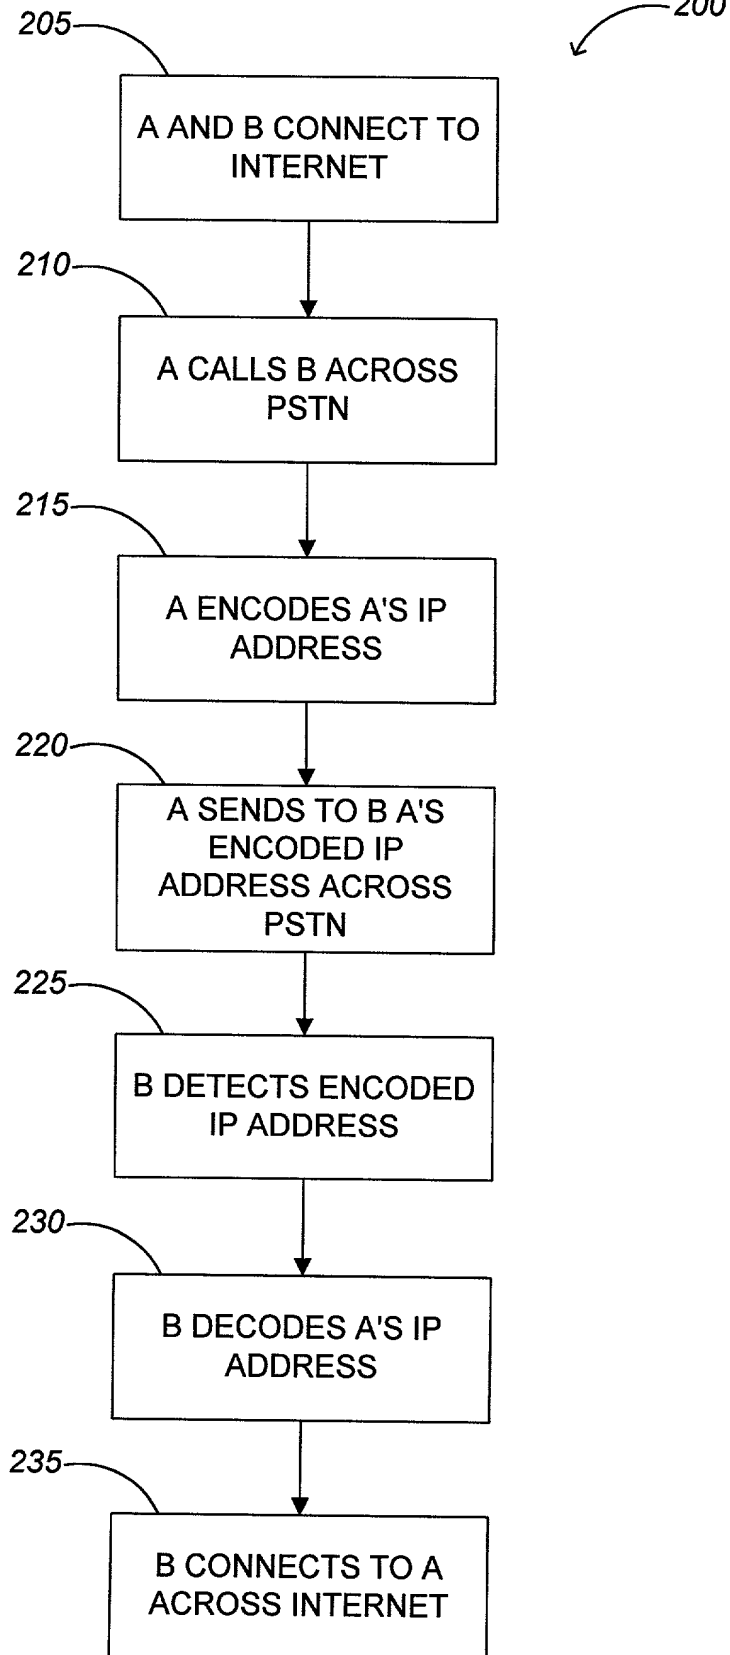 200
205
A AND B CONNECT TO
INTERNET
210
A CALLS B ACROSS
PSTN
215
A ENCODES A'S IP
ADDRESS
220
A SENDS TO B A'S
ENCODED IP
ADDRESS ACROSS
PSTN
225
B DETECTS ENCODED
IP ADDRESS
230
B DECODES A'S IP
ADDRESS
235
B CONNECTS TO A
ACROSS INTERNET